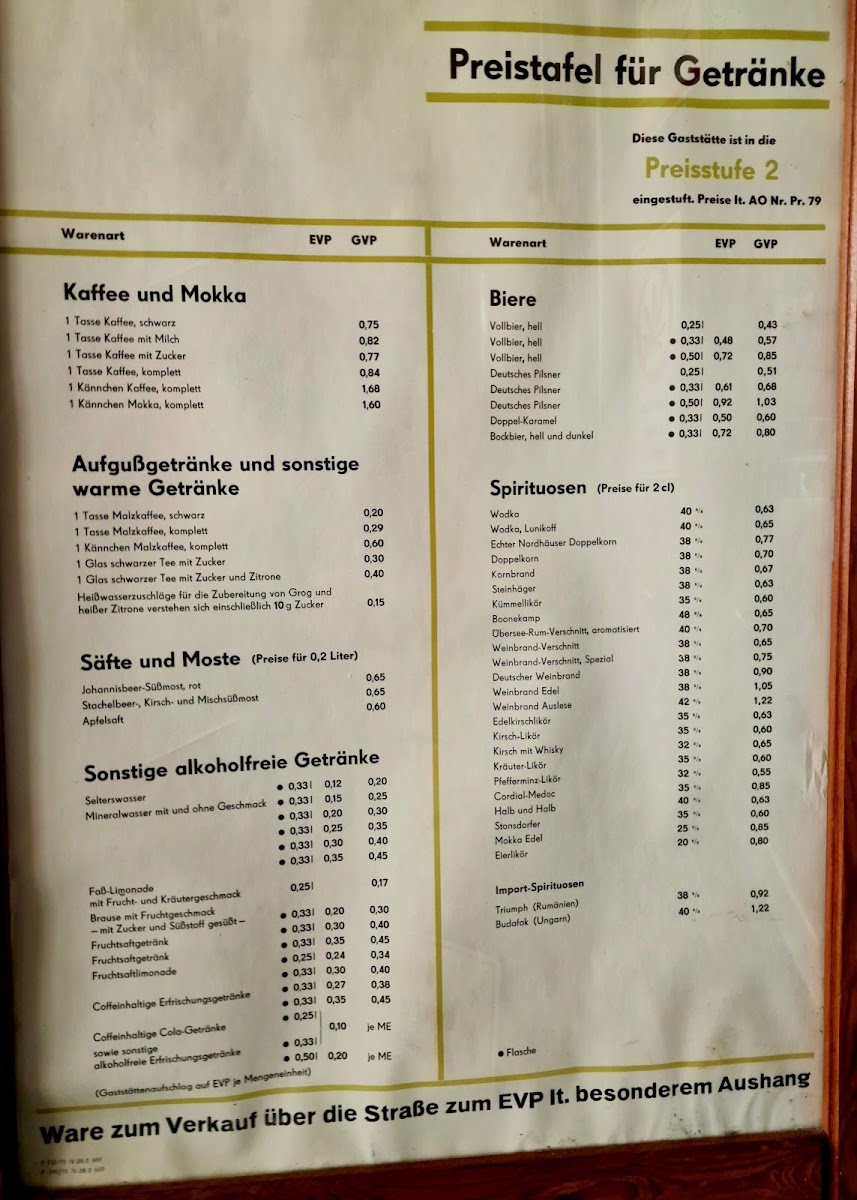 Preistafel für Getränke
Diese Gaststätte ist in die
Preisstufe 2
eingestuft. Preise lt. AO Nr. Pr. 79
Warenart EVP GVP
Kaffee und Mokka
1 Tasse Kaffee, schwarz 0,75
1 Tasse Kaffee mit Milch 0,82
1 Tasse Kaffee mit Zucker 0,77
1 Tasse Kaffee, komplett 0,84
1 Kännchen Kaffee, komplett 1,68
1 Kännchen Mokka, komplett 1,60
Aufgußgetränke und sonstige
warme Getränke
1 Tasse Malzkaffee, schwarz 0,20
1 Tasse Malzkaffee, komplett 0,29
1 Kännchen Malzkaffee, komplett 0,60
1 Glas schwarzer Tee mit Zucker 0,30
1 Glas schwarzer Tee mit Zucker und Zitrone 0,40
Heißwasserzuschläge für die Zubereitung von Grog und
heißer Zitrone verstehen sich einschließlich 10 g Zucker 0,15
Säfte und Moste (Preise für 0,2 Liter)
Johannisbeer-Süßmost, rot 0,65
Stachelbeer-, Kirsch- und Mischsüßmost 0,65
Apfelsaft 0,60
Sonstige alkoholfreie Getränke
Selterswasser • 0,33 l 0,12 0,20
Mineralwasser mit und ohne Geschmack • 0,33 l 0,15 0,25
• 0,33 l 0,20 0,30
• 0,33 l 0,25 0,35
• 0,33 l 0,30 0,40
• 0,33 l 0,35 0,45
Faß-Limonade 0,25 l 0,17
mit Frucht- und Kräutergeschmack
Brause mit Fruchtgeschmack • 0,33 l 0,20 0,30
– mit Zucker und Süßstoff gesüßt – • 0,33 l 0,30 0,40
Fruchtsaftgetränk • 0,33 l 0,35 0,45
Fruchtsaftgetränk • 0,25 l 0,24 0,34
Fruchtsaftlimonade • 0,33 l 0,30 0,40
• 0,33 l 0,27 0,38
Coffeinhaltige Erfrischungsgetränke • 0,33 l 0,35 0,45
• 0,25 l
Coffeinhaltige Cola-Getränke 0,10 je ME
sowie sonstige • 0,33 l
alkoholfreie Erfrischungsgetränke • 0,50 l 0,20 je ME
(Gaststättenaufschlag auf EVP je Mengeneinheit)
Warenart EVP GVP
Biere
Vollbier, hell 0,25 l 0,43
Vollbier, hell • 0,33 l 0,48 0,57
Vollbier, hell • 0,50 l 0,72 0,85
Deutsches Pilsner 0,25 l 0,51
Deutsches Pilsner • 0,33 l 0,61 0,68
Deutsches Pilsner • 0,50 l 0,92 1,03
Doppel-Karamel • 0,33 l 0,50 0,60
Bockbier, hell und dunkel • 0,33 l 0,72 0,80
Spirituosen (Preise für 2 cl)
Wodka 40 % 0,63
Wodka, Lunikoff 40 % 0,65
Echter Nordhäuser Doppelkorn 38 % 0,77
Doppelkorn 38 % 0,70
Kornbrand 38 % 0,67
Steinhäger 38 % 0,63
Kümmellikör 35 % 0,60
Boonekamp 48 % 0,65
Übersee-Rum-Verschnitt, aromatisiert 40 % 0,70
Weinbrand-Verschnitt 38 % 0,65
Weinbrand-Verschnitt, Spezial 38 % 0,75
Deutscher Weinbrand 38 % 0,90
Weinbrand Edel 38 % 1,05
Weinbrand Auslese 42 % 1,22
Edelkirschlikör 35 % 0,63
Kirsch-Likör 35 % 0,60
Kirsch mit Whisky 32 % 0,65
Kräuter-Likör 35 % 0,60
Pfefferminz-Likör 32 % 0,55
Cordial-Medoc 35 % 0,85
Halb und Halb 40 % 0,63
Stonsdorfer 35 % 0,60
Mokka Edel 25 % 0,85
Eierlikör 20 % 0,80
Import-Spirituosen
Triumph (Rumänien) 38 % 0,92
Budafok (Ungarn) 40 % 1,22
• Flasche
Ware zum Verkauf über die Straße zum EVP lt. besonderem Aushang